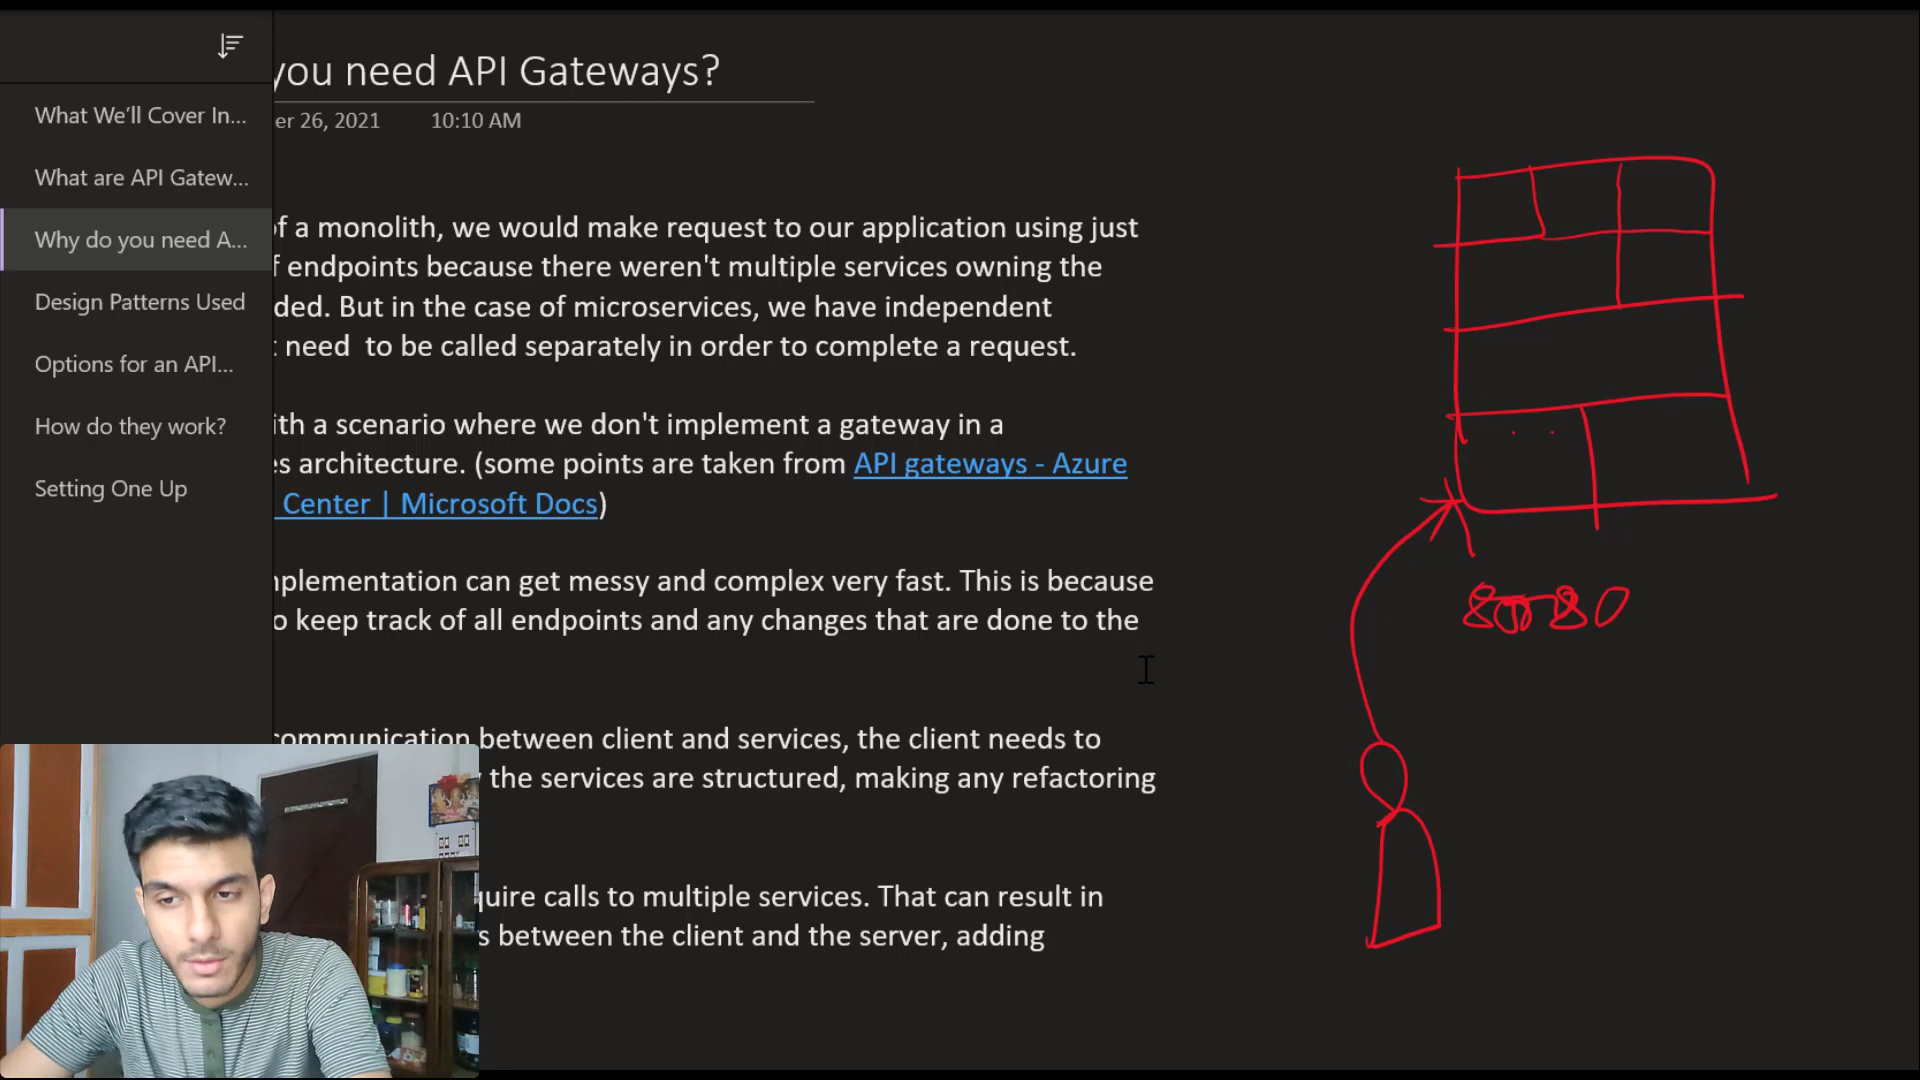 What We'll Cover In...
What are API Gatew...
Why do you need A...
Design Patterns Used
Options for an API...
How do they work?
Setting One Up
you need API Gateways?
er 26, 2021 10:10 AM
of a monolith, we would make request to our application using just
f endpoints because there weren't multiple services owning the
ded. But in the case of microservices, we have independent
need to be called separately in order to complete a request.
ith a scenario where we don't implement a gateway in a
es architecture. (some points are taken from API gateways - Azure
Center | Microsoft Docs)
nplementation can get messy and complex very fast. This is because
o keep track of all endpoints and any changes that are done to the
communication between client and services, the client needs to
the services are structured, making any refactoring
quire calls to multiple services. That can result in
s between the client and the server, adding